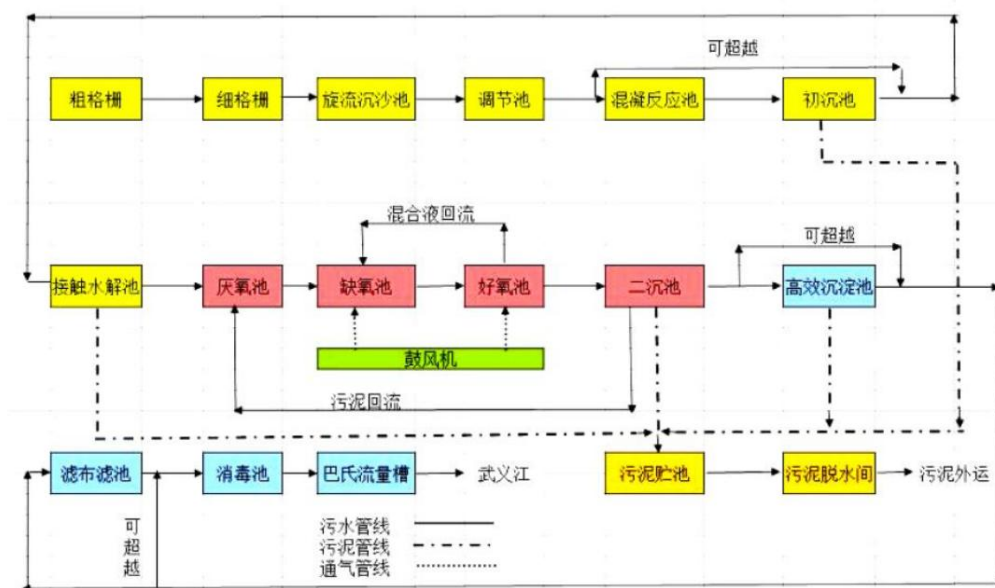 可超越
粗格栅
细格栅
旋流沉沙池
调节池
混凝反应池
初沉池
混合液回流
可超越
接触水解池
厌氧池
缺氧池
好氧池
二沉池
高效沉淀池
鼓风机
污泥回流
滤布滤池
消毒池
巴氏流量槽
武义江
污泥贮池
污泥脱水间
污泥外运
可
超
越
污水管线
污泥管线
通气管线